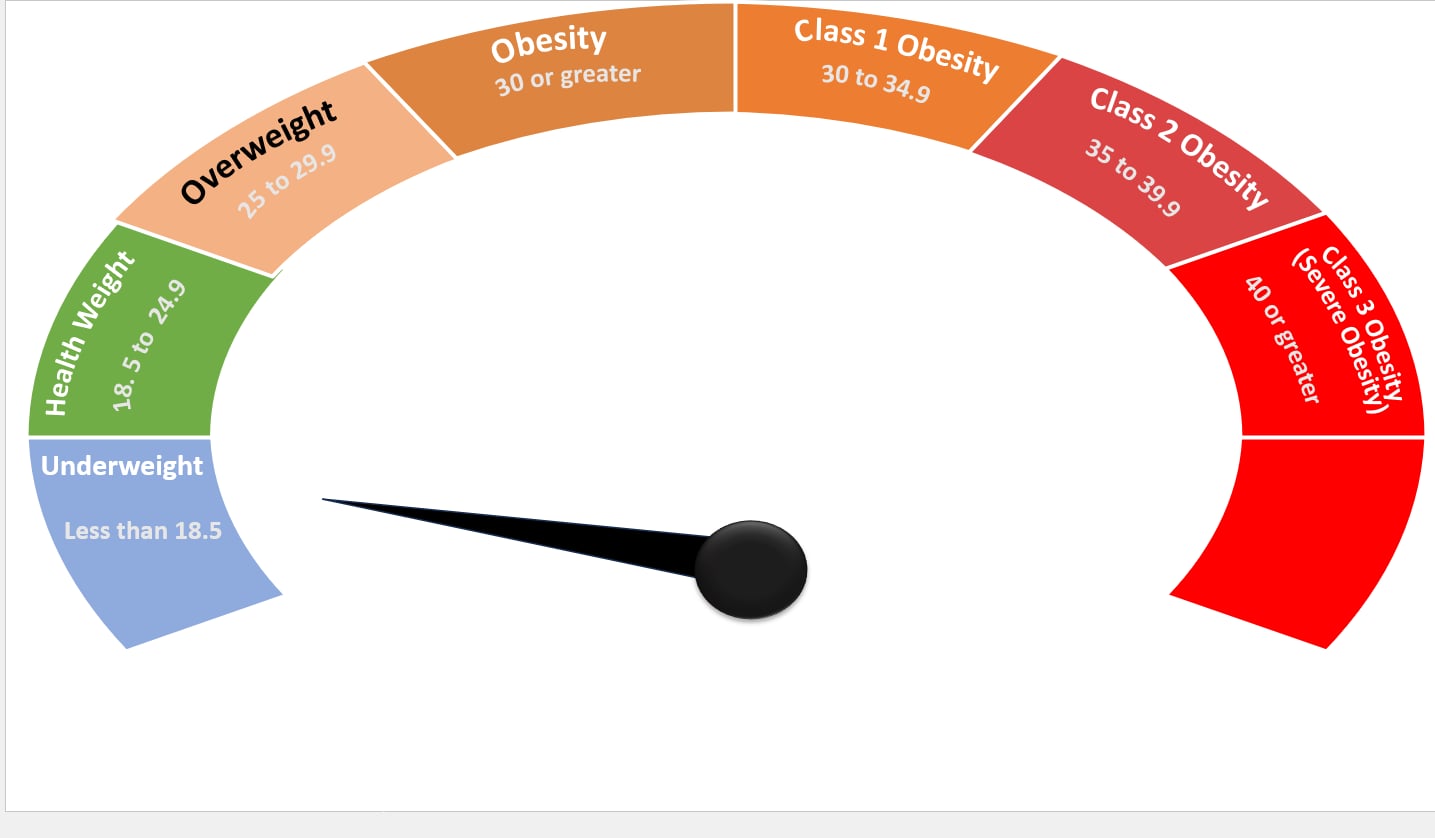 Underweight
Less than 18.5
Health Weight
18. 5 to 24.9
Overweight
25 to 29.9
Obesity
30 or greater
Class 1 Obesity
30 to 34.9
Class 2 Obesity
35 to 39.9
Class 3 Obesity
(Severe Obesity)
40 or greater